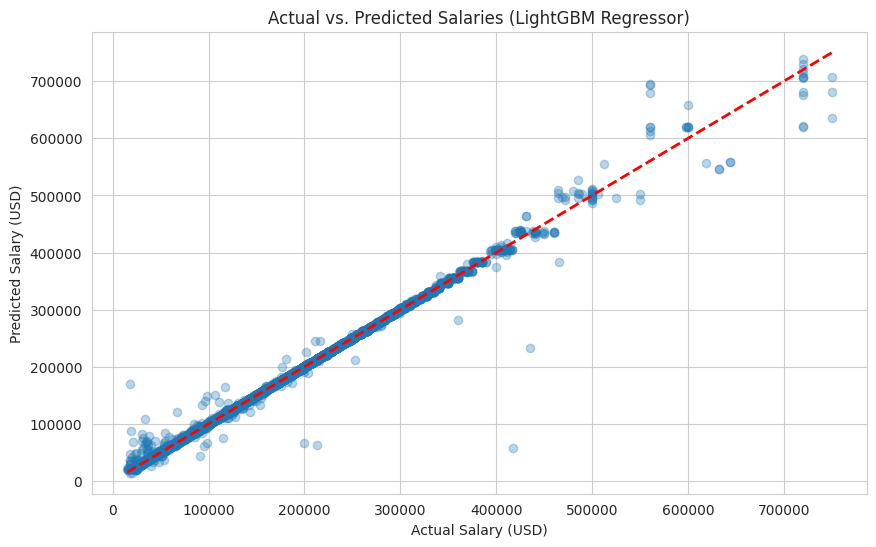 Actual vs. Predicted Salaries (LightGBM Regressor)
Predicted Salary (USD)
700000
600000
500000
400000
300000
200000
100000
0
0 100000 200000 300000 400000 500000 600000 700000
Actual Salary (USD)